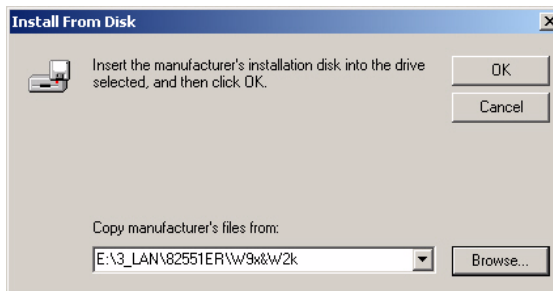 Install From Disk
Insert the manufacturer's installation disk into the drive
selected, and then click OK.
OK
Cancel
Copy manufacturer's files from:
E:\3_LAN\82551ER\W9x&W2k
Browse...